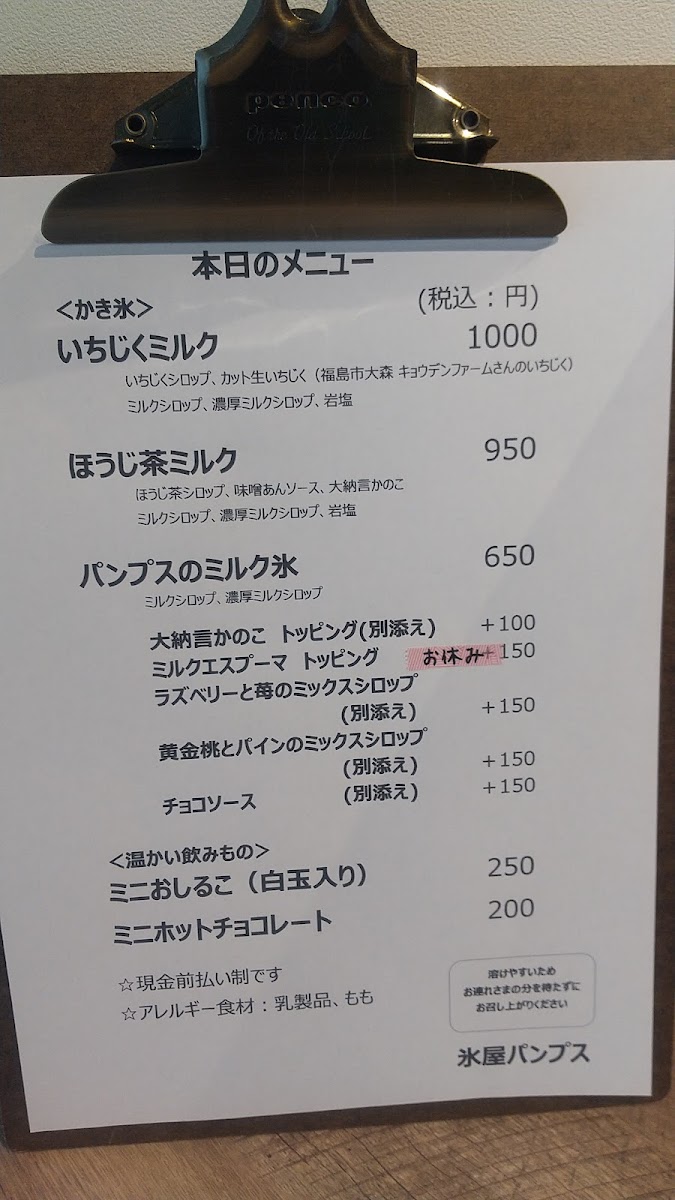 penco
Of the Old School
本日のメニュー
(税込：円)
<かき氷>
いちじくミルク 1000
いちじくシロップ、カット生いちじく（福島市大森 キョウデンファームさんのいちじく）
ミルクシロップ、濃厚ミルクシロップ、岩塩
ほうじ茶ミルク 950
ほうじ茶シロップ、味噌あんソース、大納言かのこ
ミルクシロップ、濃厚ミルクシロップ、岩塩
パンプスのミルク氷 650
ミルクシロップ、濃厚ミルクシロップ
大納言かのこ トッピング(別添え) +100
ミルクエスプーマ トッピング お休み +150
ラズベリーと苺のミックスシロップ
(別添え) +150
黄金桃とパインのミックスシロップ
(別添え) +150
チョコソース (別添え) +150
<温かい飲みもの>
ミニおしるこ（白玉入り） 250
ミニホットチョコレート 200
☆現金前払い制です
☆アレルギー食材：乳製品、もも
溶けやすいため
お連れさまの分を待たずに
お召し上がりください
氷屋パンプス